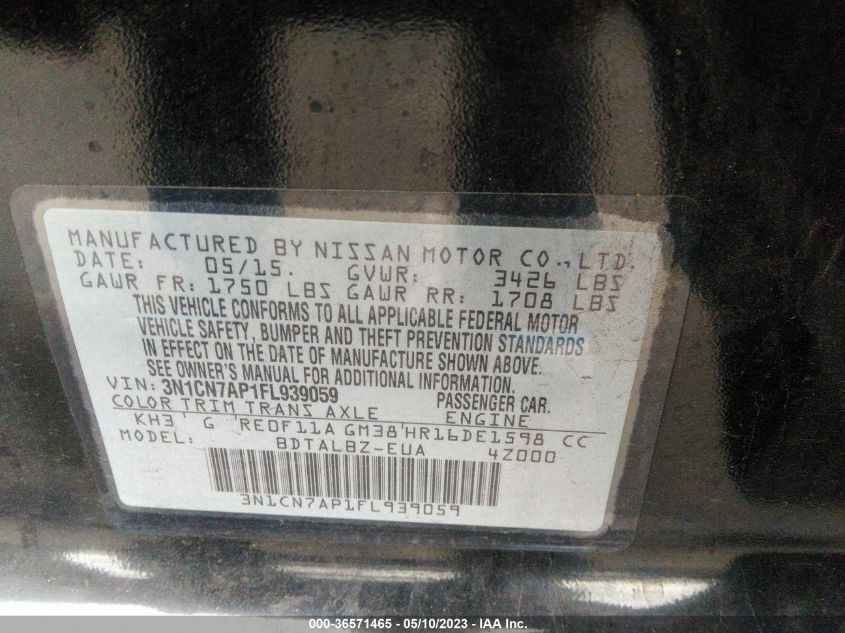 MANUFACTURED BY NISSAN MOTOR CO., LTD.
DATE: 05/15. GVWR: 3426 LBS
GAWR FR: 1750 LBS GAWR RR: 1708 LBS
THIS VEHICLE CONFORMS TO ALL APPLICABLE FEDERAL MOTOR
VEHICLE SAFETY, BUMPER AND THEFT PREVENTION STANDARDS
IN EFFECT ON THE DATE OF MANUFACTURE SHOWN ABOVE.
SEE OWNER'S MANUAL FOR ADDITIONAL INFORMATION.
VIN: 3N1CN7AP1FL939059 PASSENGER CAR.
COLOR TRIM TRANS AXLE ENGINE
KH3 G RE0F11A GM38 HR16DE1598 CC
MODEL: BDTALBZ-EUA 4Z000
3N1CN7AP1FL939059
000-36571465 - 05/10/2023 - © IAA Inc.